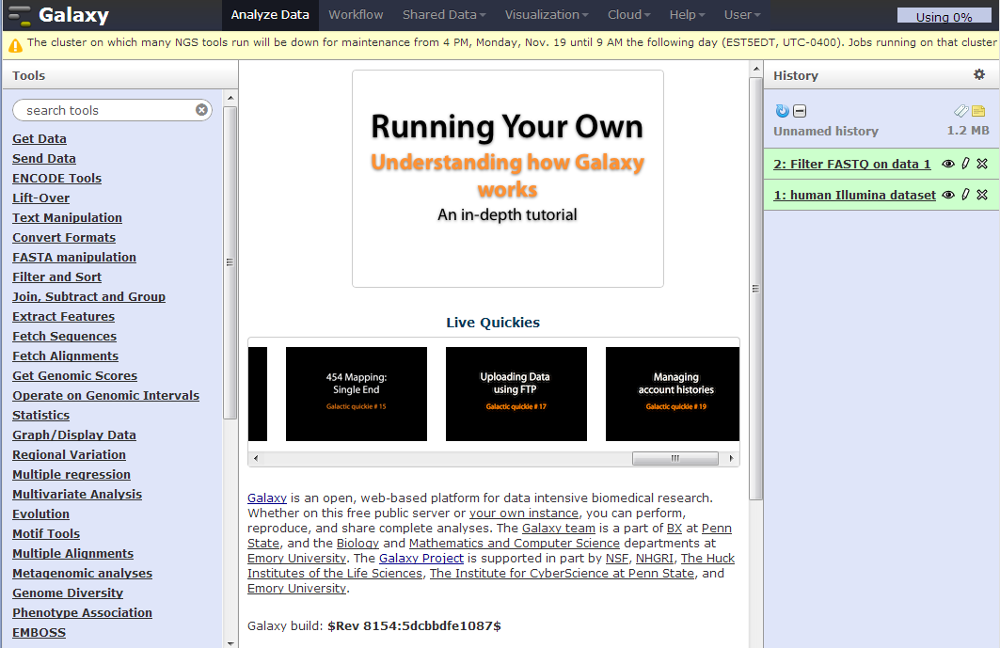 Galaxy
Analyze Data
Workflow
Shared Data
Visualization
Cloud
Help
User
Using 0%
The cluster on which many NGS tools run will be down for maintenance from 4 PM, Monday, Nov. 19 until 9 AM the following day (EST5EDT, UTC-0400). Jobs running on that cluster
Tools
search tools
Get Data
Send Data
ENCODE Tools
Lift-Over
Text Manipulation
Convert Formats
FASTA manipulation
Filter and Sort
Join, Subtract and Group
Extract Features
Fetch Sequences
Fetch Alignments
Get Genomic Scores
Operate on Genomic Intervals
Statistics
Graph/Display Data
Regional Variation
Multiple regression
Multivariate Analysis
Evolution
Motif Tools
Multiple Alignments
Metagenomic analyses
Genome Diversity
Phenotype Association
EMBOSS
Running Your Own
Understanding how Galaxy
works
An in-depth tutorial
Live Quickies
454 Mapping:
Single End
Galactic quickie # 15
Uploading Data
using FTP
Galactic quickie # 17
Managing
account histories
Galactic quickie # 19
Galaxy is an open, web-based platform for data intensive biomedical research.
Whether on this free public server or your own instance, you can perform,
reproduce, and share complete analyses. The Galaxy team is a part of BX at Penn
State, and the Biology and Mathematics and Computer Science departments at
Emory University. The Galaxy Project is supported in part by NSF, NHGRI, The Huck
Institutes of the Life Sciences, The Institute for CyberScience at Penn State, and
Emory University.
Galaxy build: $Rev 8154:5dcbbdfe1087$
History
Unnamed history
1.2 MB
2: Filter FASTQ on data 1
1: human Illumina dataset